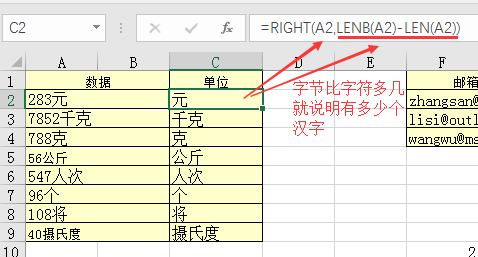 C2
=RIGHT(A2,LENB(A2)-LEN(A2))
A B C D E F
1 数据 单位 邮箱
2 283元 元 zhangsan@
3 7852千克 千克 lisi@outl
4 788克 克 wangwu@ms
5 56公斤 公斤
6 547人次 人次
7 96个 个
8 108将 将
9 40摄氏度 摄氏度
10 2
字节比字符多几
就说明有多少个
汉字